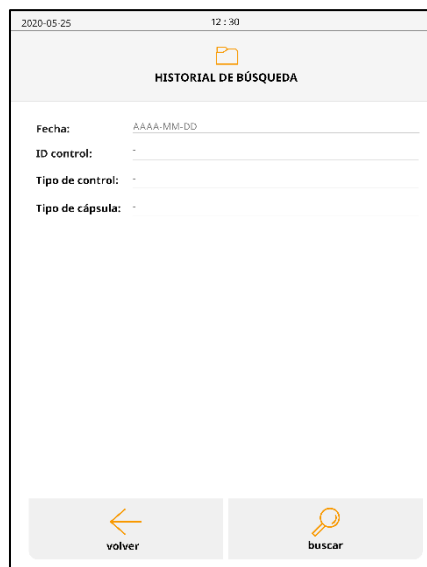 2020-05-25 12 : 30
HISTORIAL DE BÚSQUEDA
Fecha: AAAA-MM-DD
ID control: -
Tipo de control: -
Tipo de cápsula: -
volver buscar